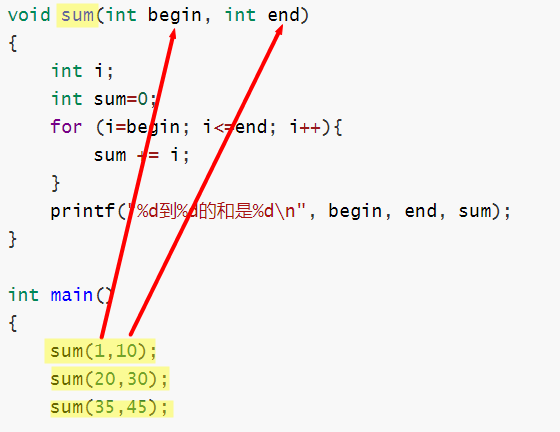 void sum(int begin, int end)
{
    int i;
    int sum=0;
    for (i=begin; i<=end; i++){
        sum += i;
    }
    printf("%d到%d的和是%d\n", begin, end, sum);
}
int main()
{
    sum(1,10);
    sum(20,30);
    sum(35,45);